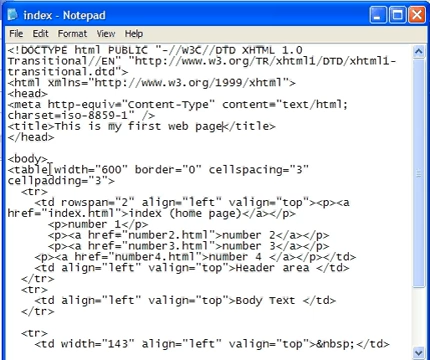 index - Notepad
File Edit Format View Help
<!DOCTYPE html PUBLIC "-//W3C//DTD XHTML 1.0
Transitional//EN" "http://www.w3.org/TR/xhtml1/DTD/xhtml1-
transitional.dtd">
<html xmlns="http://www.w3.org/1999/xhtml">
<head>
<meta http-equiv="Content-Type" content="text/html;
charset=iso-8859-1" />
<title>This is my first web page</title>
</head>
<body>
<table width="600" border="0" cellspacing="3"
cellpadding="3">
<tr>
<td rowspan="2" align="left" valign="top"><p><a
href="index.html">index (home page)</a></p>
<p>number 1</p>
<p><a href="number2.html">number 2</a></p>
<p><a href="number3.html">number 3</a></p>
<p><a href="number4.html">number 4 </a></p></td>
<td align="left" valign="top">Header area </td>
</tr>
<tr>
<td align="left" valign="top">Body Text </td>
</tr>
<tr>
<td width="143" align="left" valign="top">&nbsp;</td>